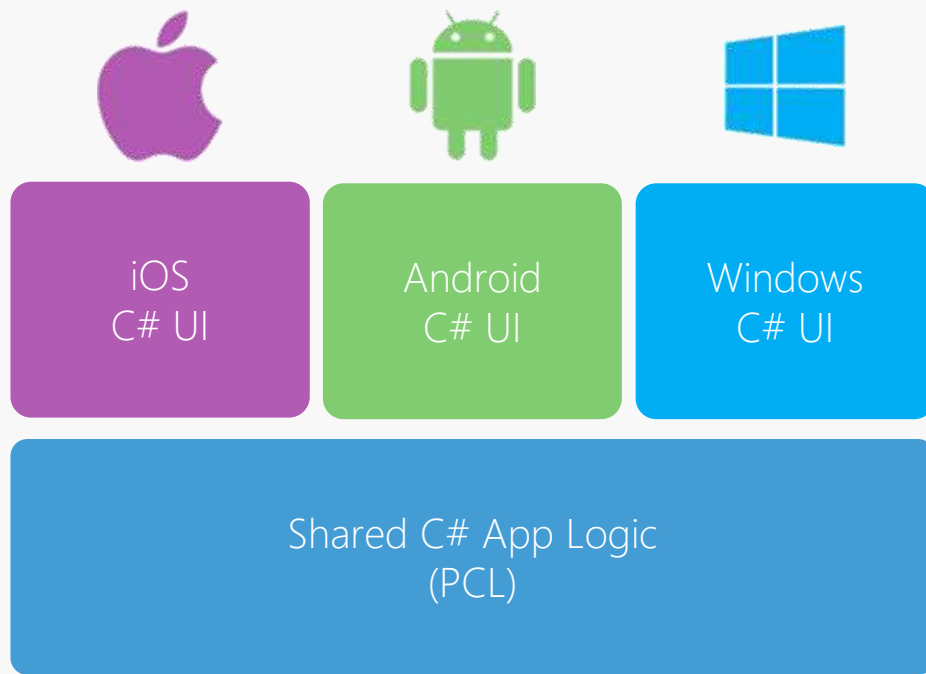 iOS
C# UI
Android
C# UI
Windows
C# UI
Shared C# App Logic
(PCL)